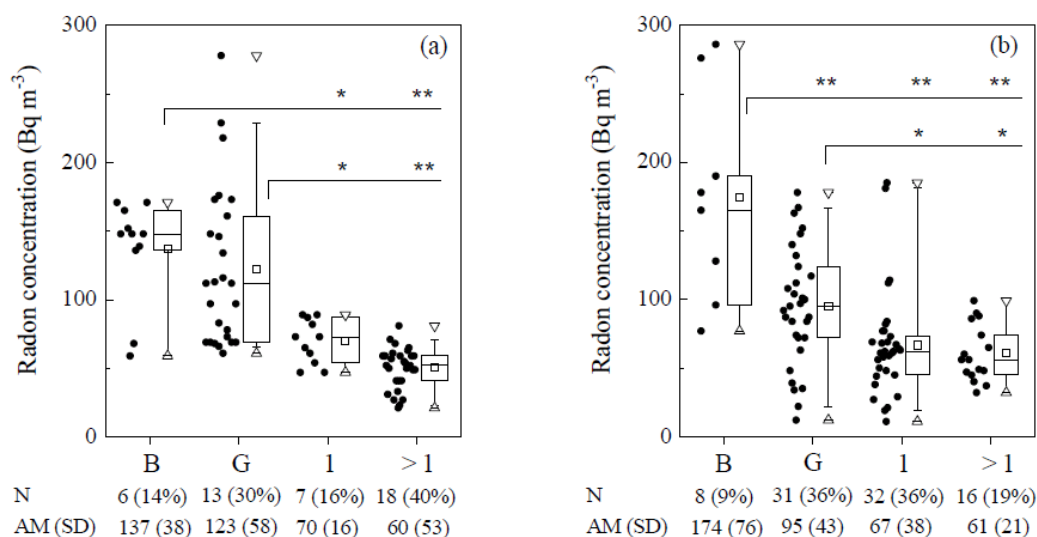 300
200
100
0
Radon concentration (Bq m⁻³)
(a)
* **
* **
B G 1 > 1
N 6 (14%) 13 (30%) 7 (16%) 18 (40%)
AM (SD) 137 (38) 123 (58) 70 (16) 60 (53)
300
200
100
0
Radon concentration (Bq m⁻³)
(b)
** ** **
* *
B G 1 > 1
N 8 (9%) 31 (36%) 32 (36%) 16 (19%)
AM (SD) 174 (76) 95 (43) 67 (38) 61 (21)